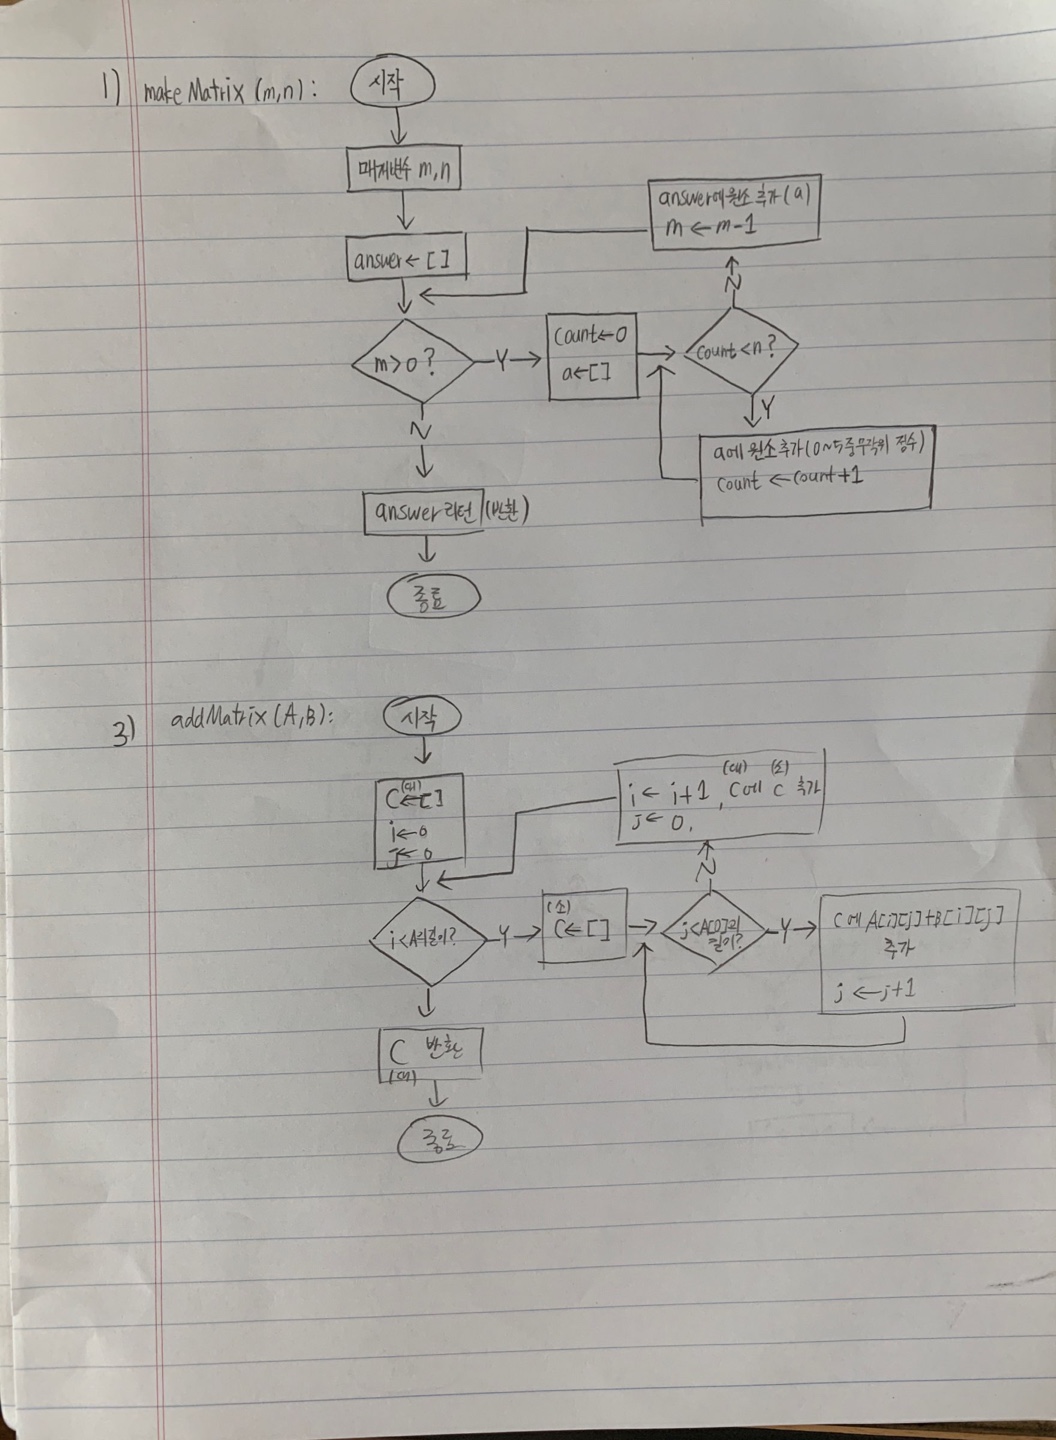 1) makeMatrix (m,n) :
시작
매개변수 m,n
answer ← [ ]
m>0 ?
Y
count ← 0
a ← [ ]
count < n ?
N
answer에 원소 추가 (a)
m ← m-1
Y
a에 원소 추가 (0~5 중 무작위 정수)
count ← count+1
N
answer 리턴 (반환)
종료
3) addMatrix (A,B) :
시작
(대)
C ← [ ]
i ← 0
j ← 0
i < A의 길이?
Y
(소)
C ← [ ]
j < A[0]의
길이?
N
(대) (소)
i ← i+1 , C에 c 추가
j ← 0,
Y
C에 A[i][j]+B[i][j]
추가
j ← j+1
C 반환
(대)
종료